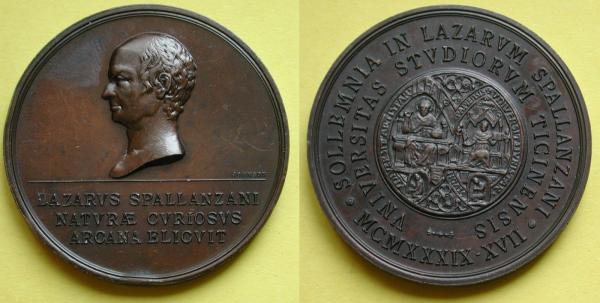 LAZARVS SPALLANZANI
NATVRÆ CVRIOSVS
ARCANA ELICVIT
SOLLEMNIA IN LAZARVM SPALLANZANI
MCMXXXIX·XVII
VNIVERSITAS STVDIORVM TICINENSIS